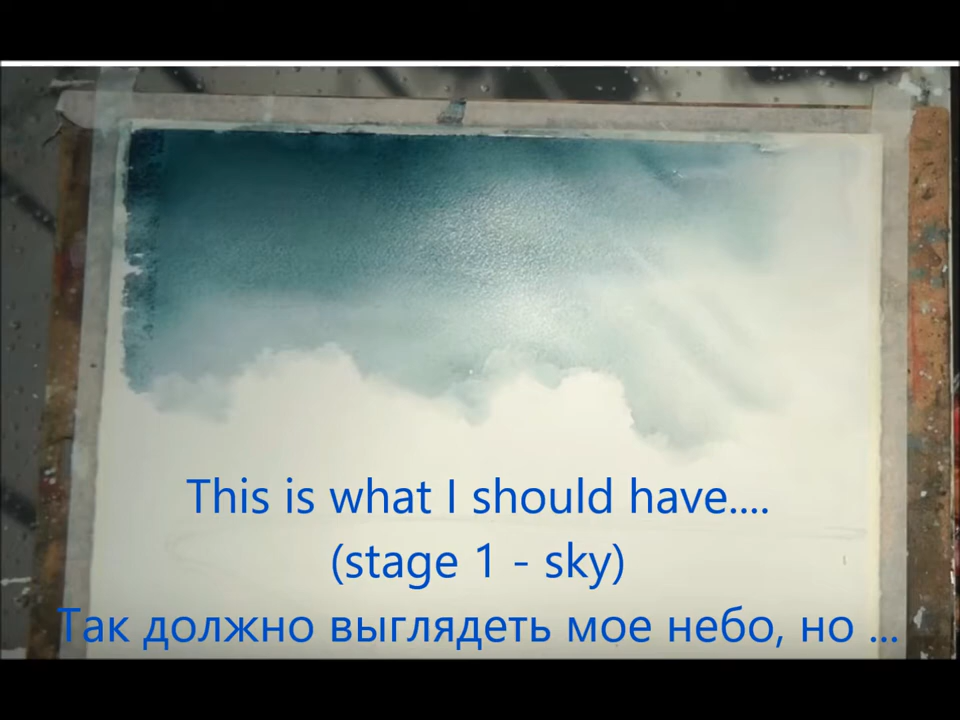 This is what I should have....
(stage 1 - sky)
Так должно выглядеть мое небо, но ...